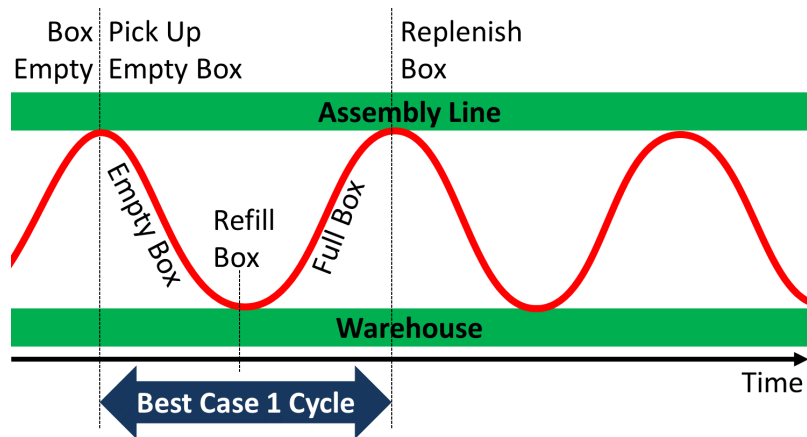 Box
Empty
Pick Up
Empty Box
Replenish
Box
Assembly Line
Empty Box
Refill
Box
Full Box
Warehouse
Time
Best Case 1 Cycle